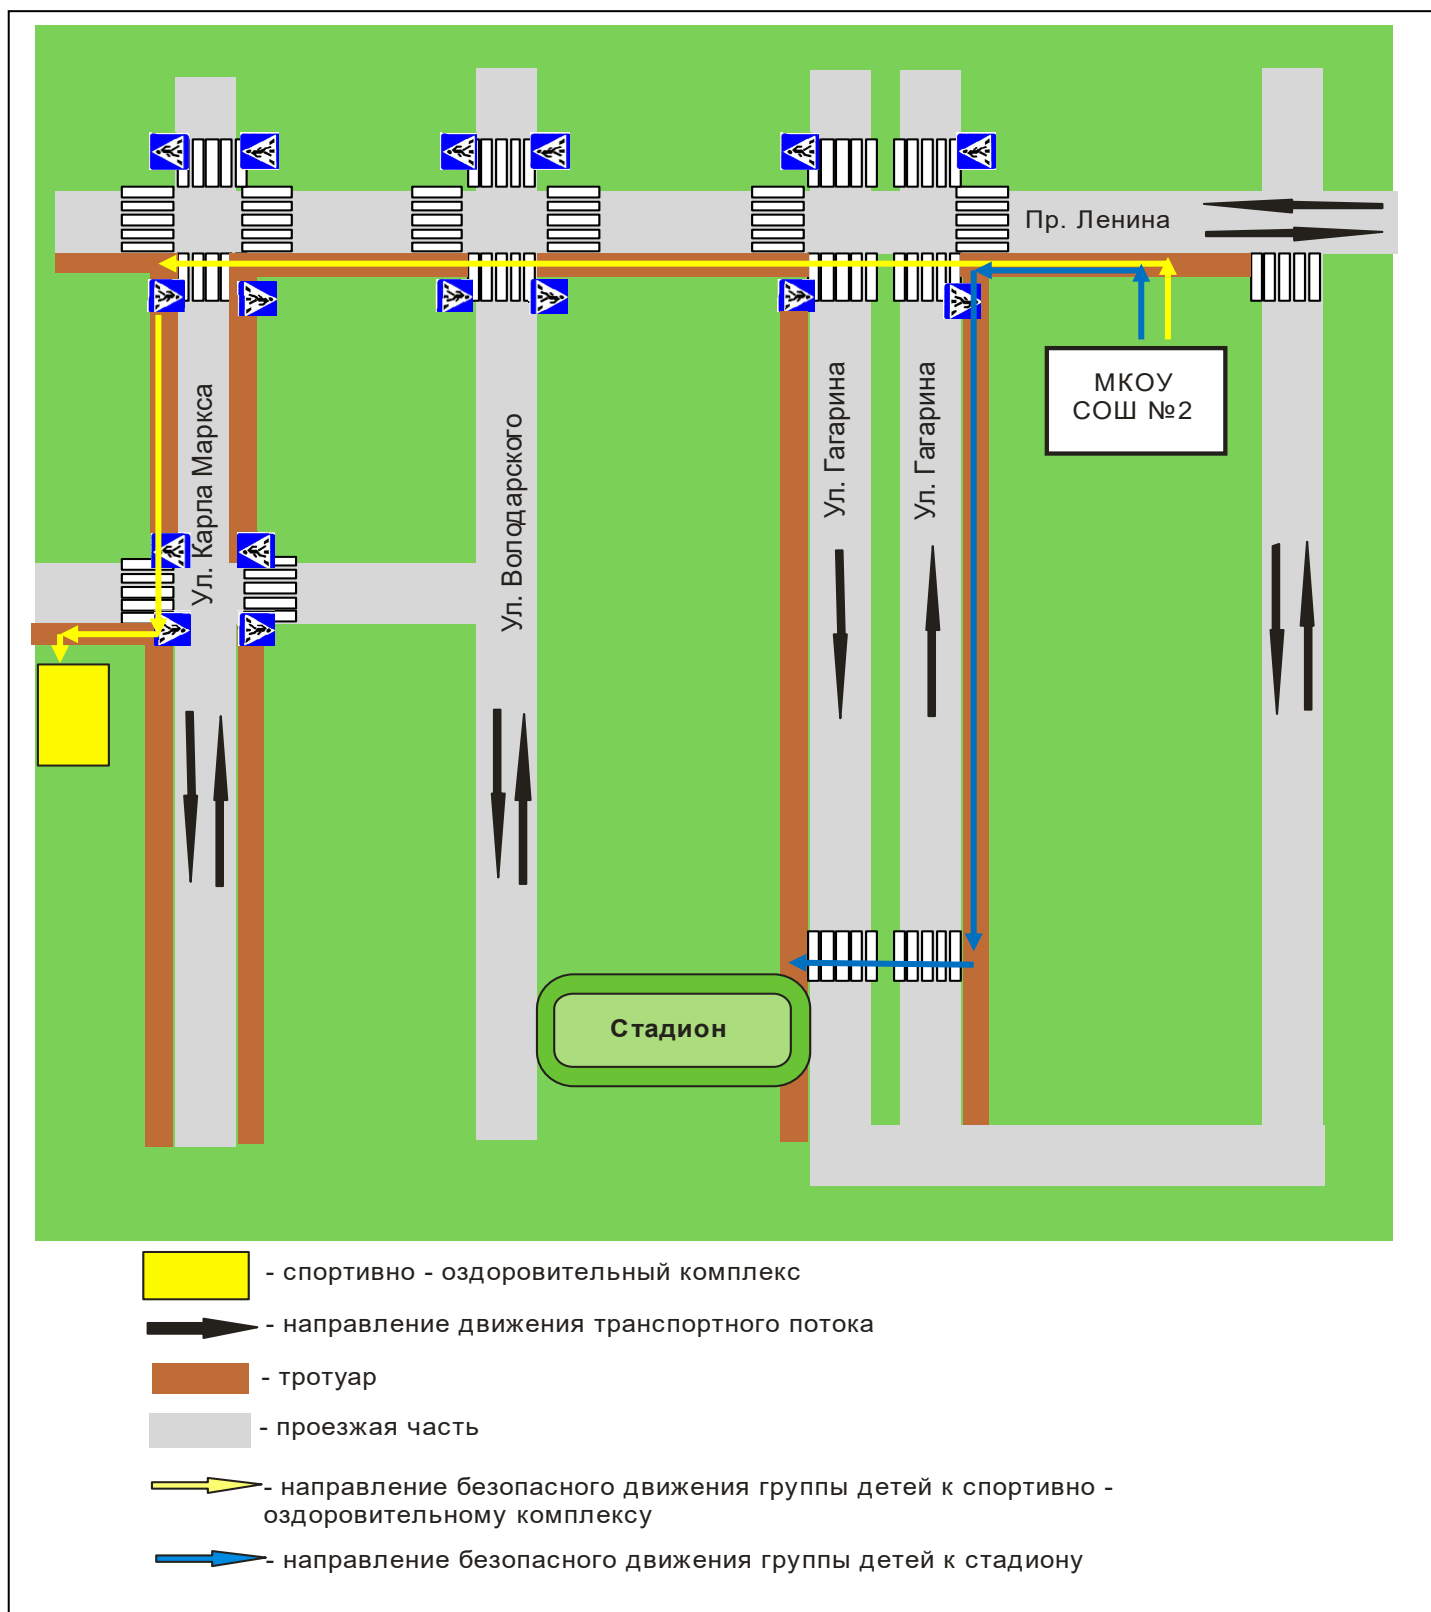 Пр. Ленина
МКОУ
СОШ №2
Ул. Карла Маркса
Ул. Володарского
Ул. Гагарина
Ул. Гагарина
Стадион
- спортивно - оздоровительный комплекс
- направление движения транспортного потока
- тротуар
- проезжая часть
- направление безопасного движения группы детей к спортивно -
оздоровительному комплексу
- направление безопасного движения группы детей к стадиону